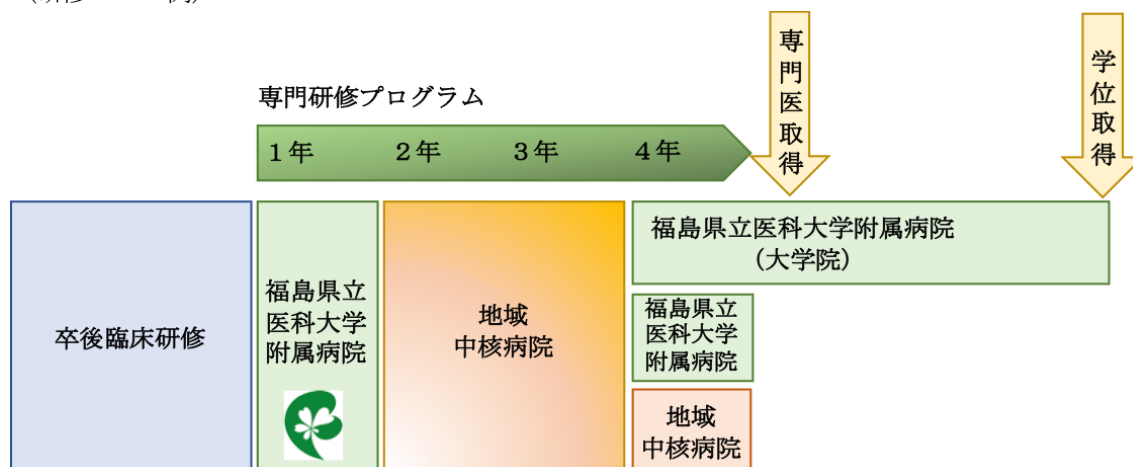 専門医取得
学位取得
専門研修プログラム
1年 2年 3年 4年
卒後臨床研修
福島県立
医科大学
附属病院
地域
中核病院
福島県立医科大学附属病院
(大学院)
福島県立
医科大学
附属病院
地域
中核病院